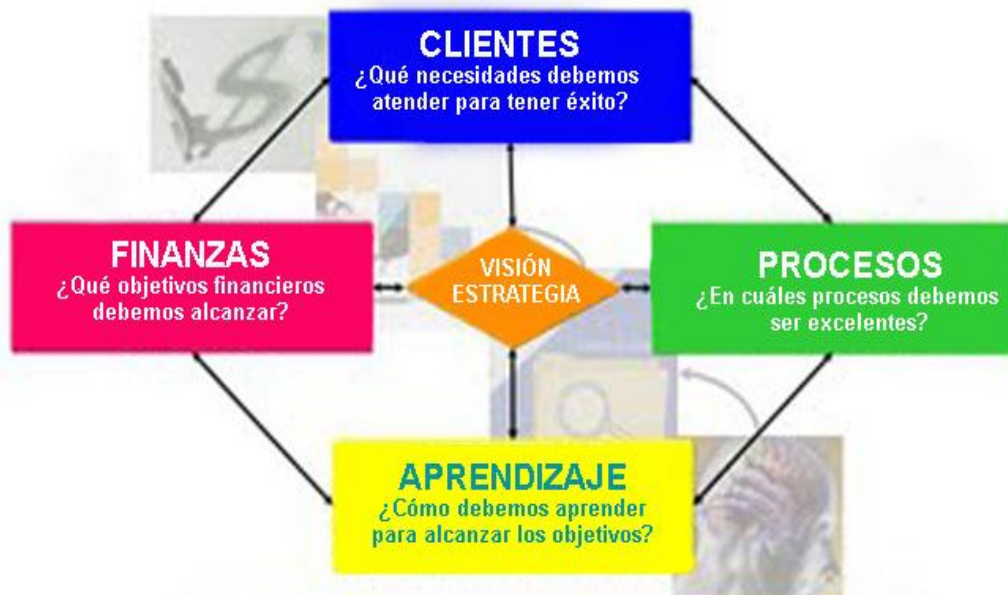 CLIENTES
¿Qué necesidades debemos
atender para tener éxito?
FINANZAS
¿Qué objetivos financieros
debemos alcanzar?
VISIÓN
ESTRATEGIA
PROCESOS
¿En cuáles procesos debemos
ser excelentes?
APRENDIZAJE
¿Cómo debemos aprender
para alcanzar los objetivos?